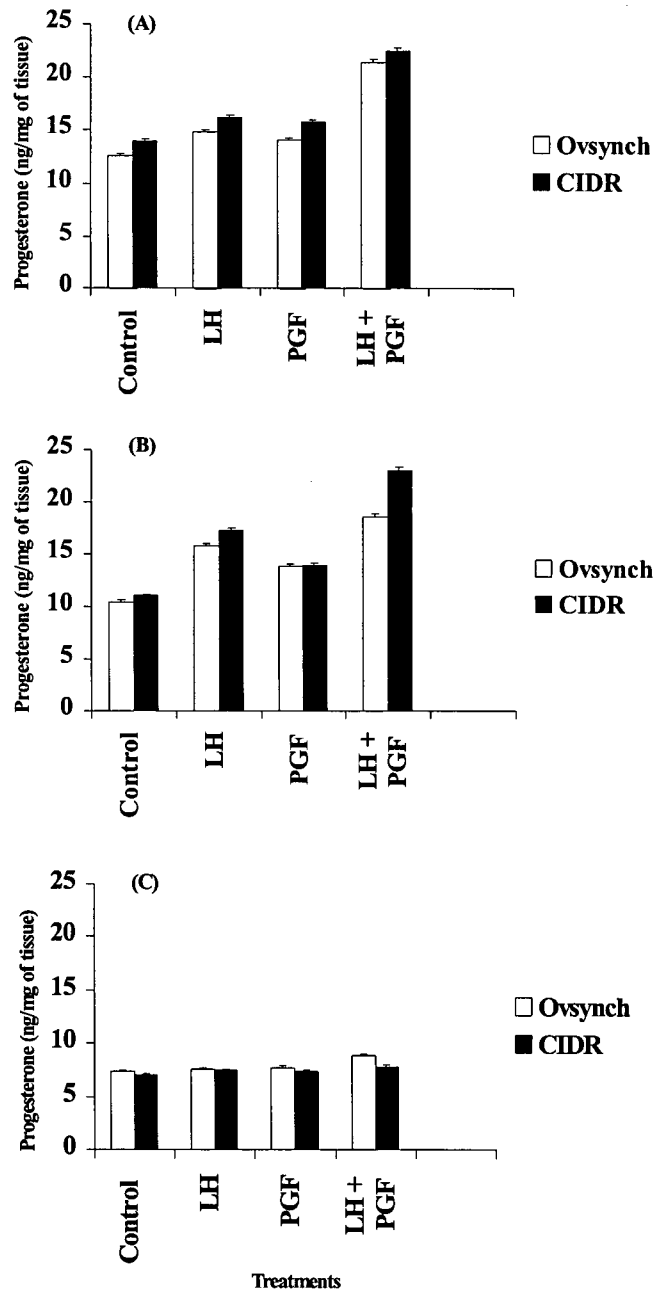 (A)
Progesterone (ng/mg of tissue)
25
20
15
10
5
0
Control
LH
PGF
LH +
PGF
Ovsynch
CIDR
(B)
Progesterone (ng/mg of tissue)
25
20
15
10
5
0
Control
LH
PGF
LH +
PGF
Ovsynch
CIDR
(C)
Progesterone (ng/mg of tissue)
25
20
15
10
5
0
Control
LH
PGF
LH +
PGF
Ovsynch
CIDR
Treatments